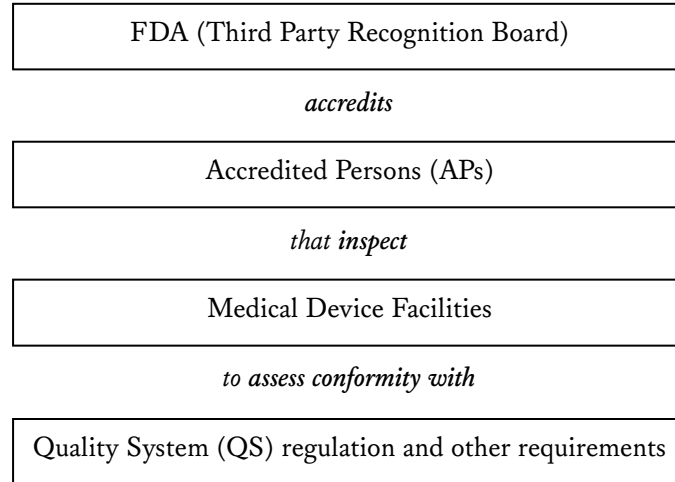 FDA (Third Party Recognition Board)
accredits
Accredited Persons (APs)
that inspect
Medical Device Facilities
to assess conformity with
Quality System (QS) regulation and other requirements